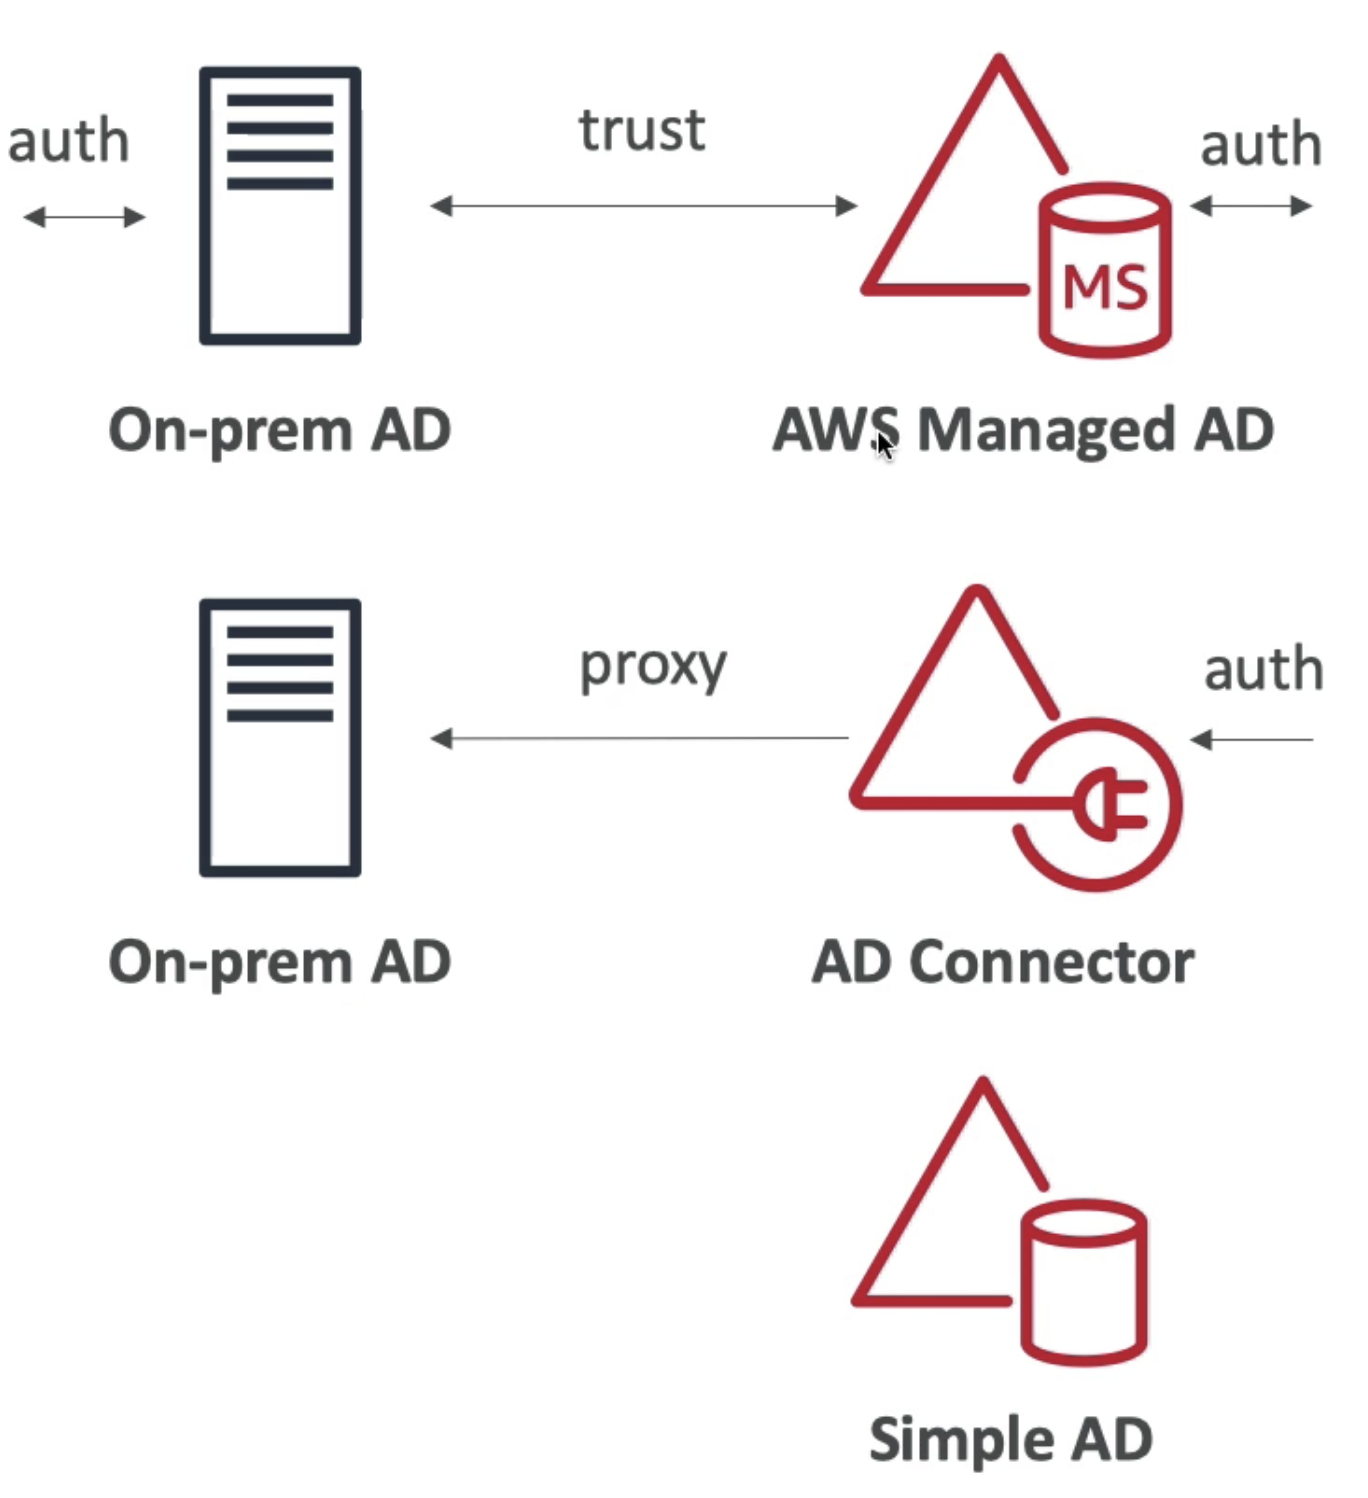 auth
trust
auth
MS
On-prem AD
AWS Managed AD
proxy
auth
On-prem AD
AD Connector
Simple AD